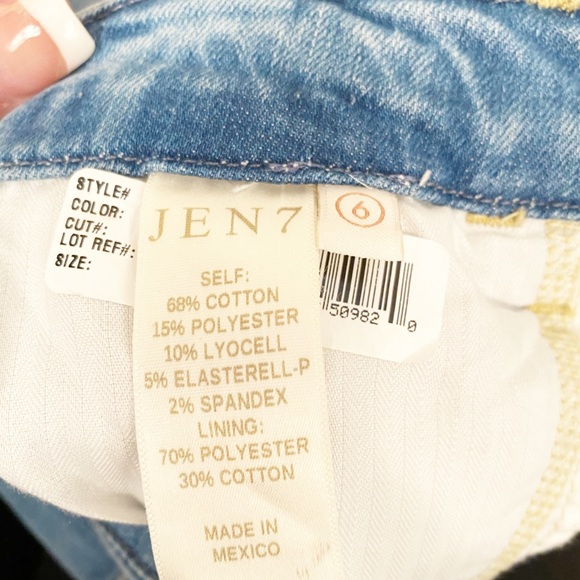 STYLE#
COLOR:
CUT#:
LOT REF#:
SIZE:
JEN7
6
50982 0
SELF:
68% COTTON
15% POLYESTER
10% LYOCELL
5% ELASTERELL-P
2% SPANDEX
LINING:
70% POLYESTER
30% COTTON
MADE IN
MEXICO